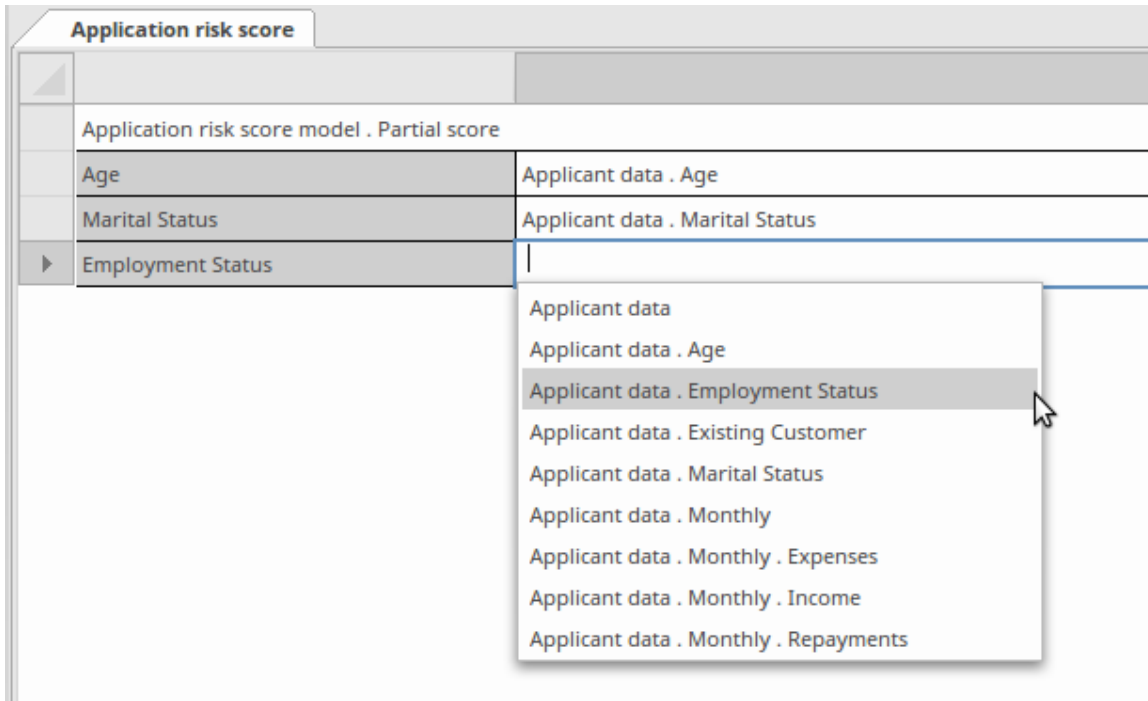 Application risk score
Application risk score model . Partial score
Age
Applicant data . Age
Marital Status
Applicant data . Marital Status
Employment Status
Applicant data
Applicant data . Age
Applicant data . Employment Status
Applicant data . Existing Customer
Applicant data . Marital Status
Applicant data . Monthly
Applicant data . Monthly . Expenses
Applicant data . Monthly . Income
Applicant data . Monthly . Repayments